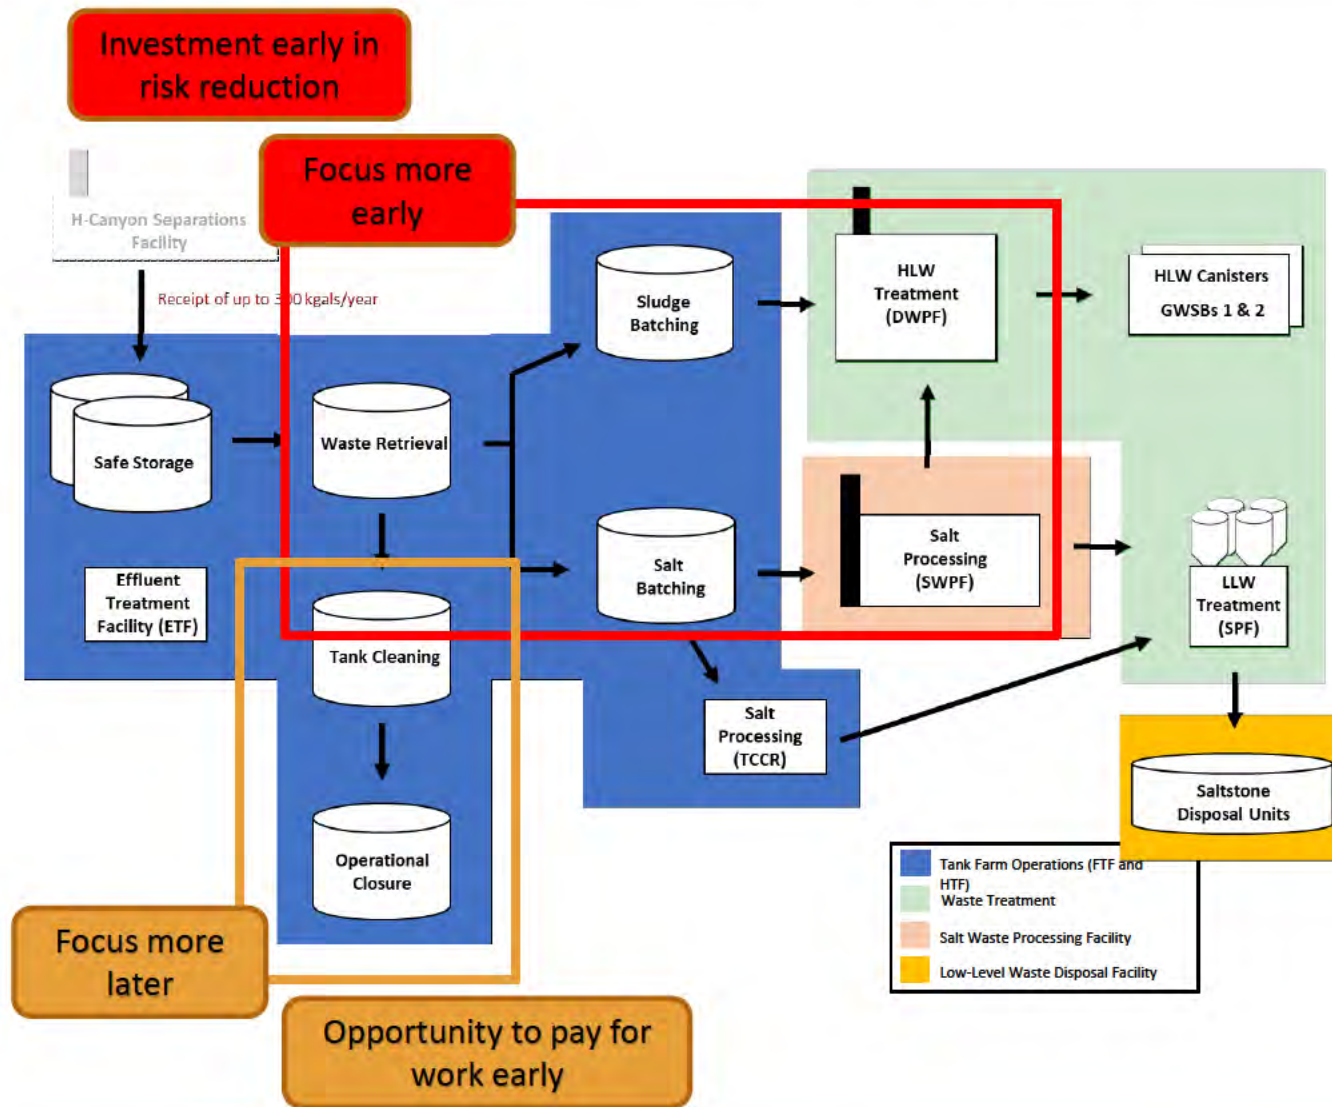 Investment early in
risk reduction
Focus more
early
H-Canyon Separations
Facility
Receipt of up to 300 kgals/year
Safe Storage
Effluent
Treatment
Facility (ETF)
Waste Retrieval
Tank Cleaning
Operational
Closure
Sludge
Batching
Salt
Batching
Salt
Processing
(TCCR)
HLW
Treatment
(DWPF)
Salt
Processing
(SWPF)
HLW Canisters
GWSBs 1 & 2
LLW
Treatment
(SPF)
Saltstone
Disposal Units
Tank Farm Operations (FTF and
HTF)
Waste Treatment
Salt Waste Processing Facility
Low-Level Waste Disposal Facility
Focus more
later
Opportunity to pay for
work early